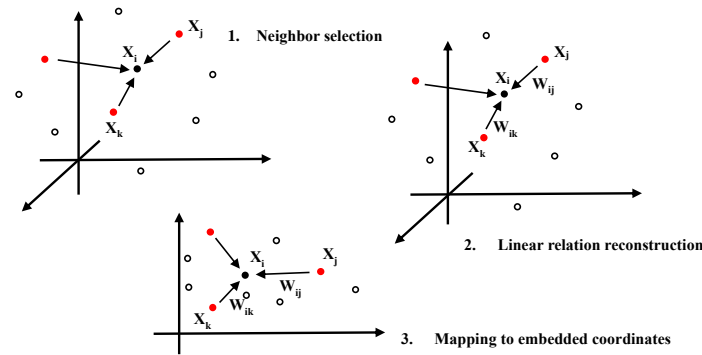 1. Neighbor selection
X_j
X_i
X_k
X_j
X_i
W_ij
W_ik
X_k
2. Linear relation reconstruction
X_i
X_j
W_ij
W_ik
X_k
3. Mapping to embedded coordinates